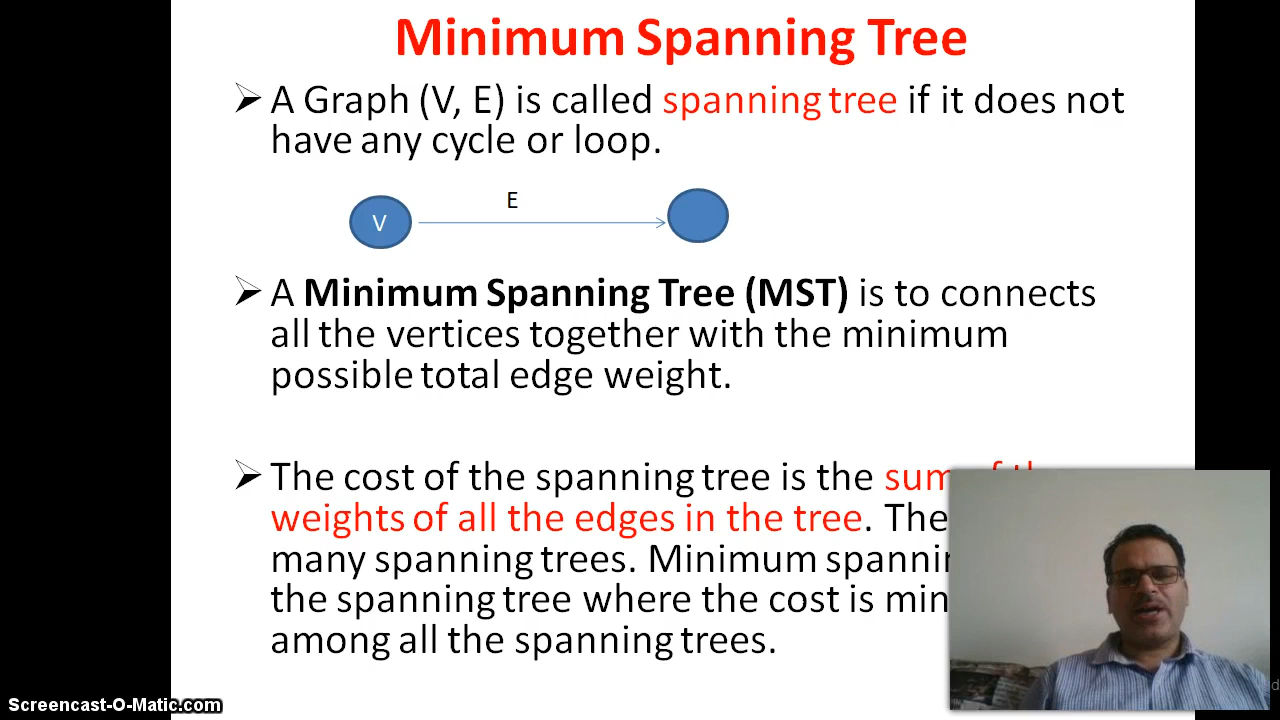 Minimum Spanning Tree
A Graph (V, E) is called spanning tree if it does not
have any cycle or loop.
E
V
A Minimum Spanning Tree (MST) is to connects
all the vertices together with the minimum
possible total edge weight.
The cost of the spanning tree is the sum of
weights of all the edges in the tree.
many spanning trees. Minimum
the spanning tree where the cost is
among all the spanning trees.
Screencast-O-Matic.com